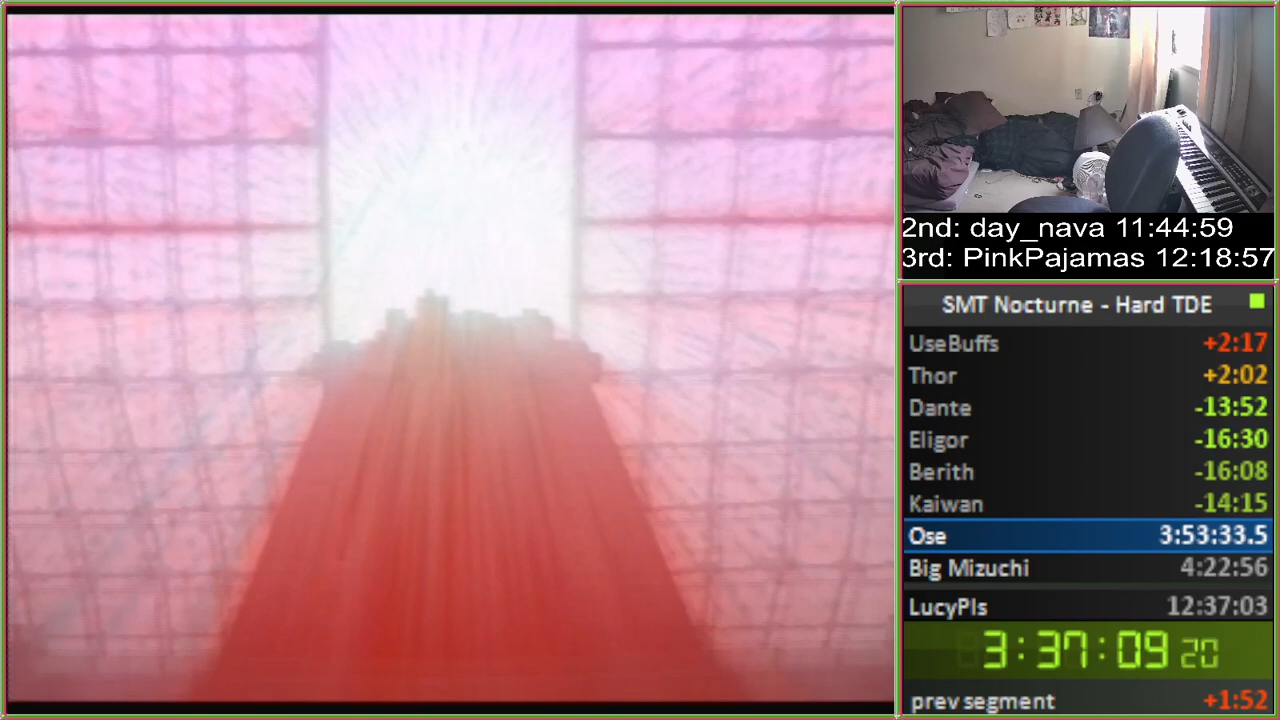 2nd: day_nava 11:44:59
3rd: PinkPajamas 12:18:57
SMT Nocturne - Hard TDE
UseBuffs +2:17
Thor +2:02
Dante -13:52
Eligor -16:30
Berith -16:08
Kaiwan -14:15
Ose 3:53:33.5
Big Mizuchi 4:22:56
LucyPls 12:37:03
3:37:09 20
prev segment +1:52